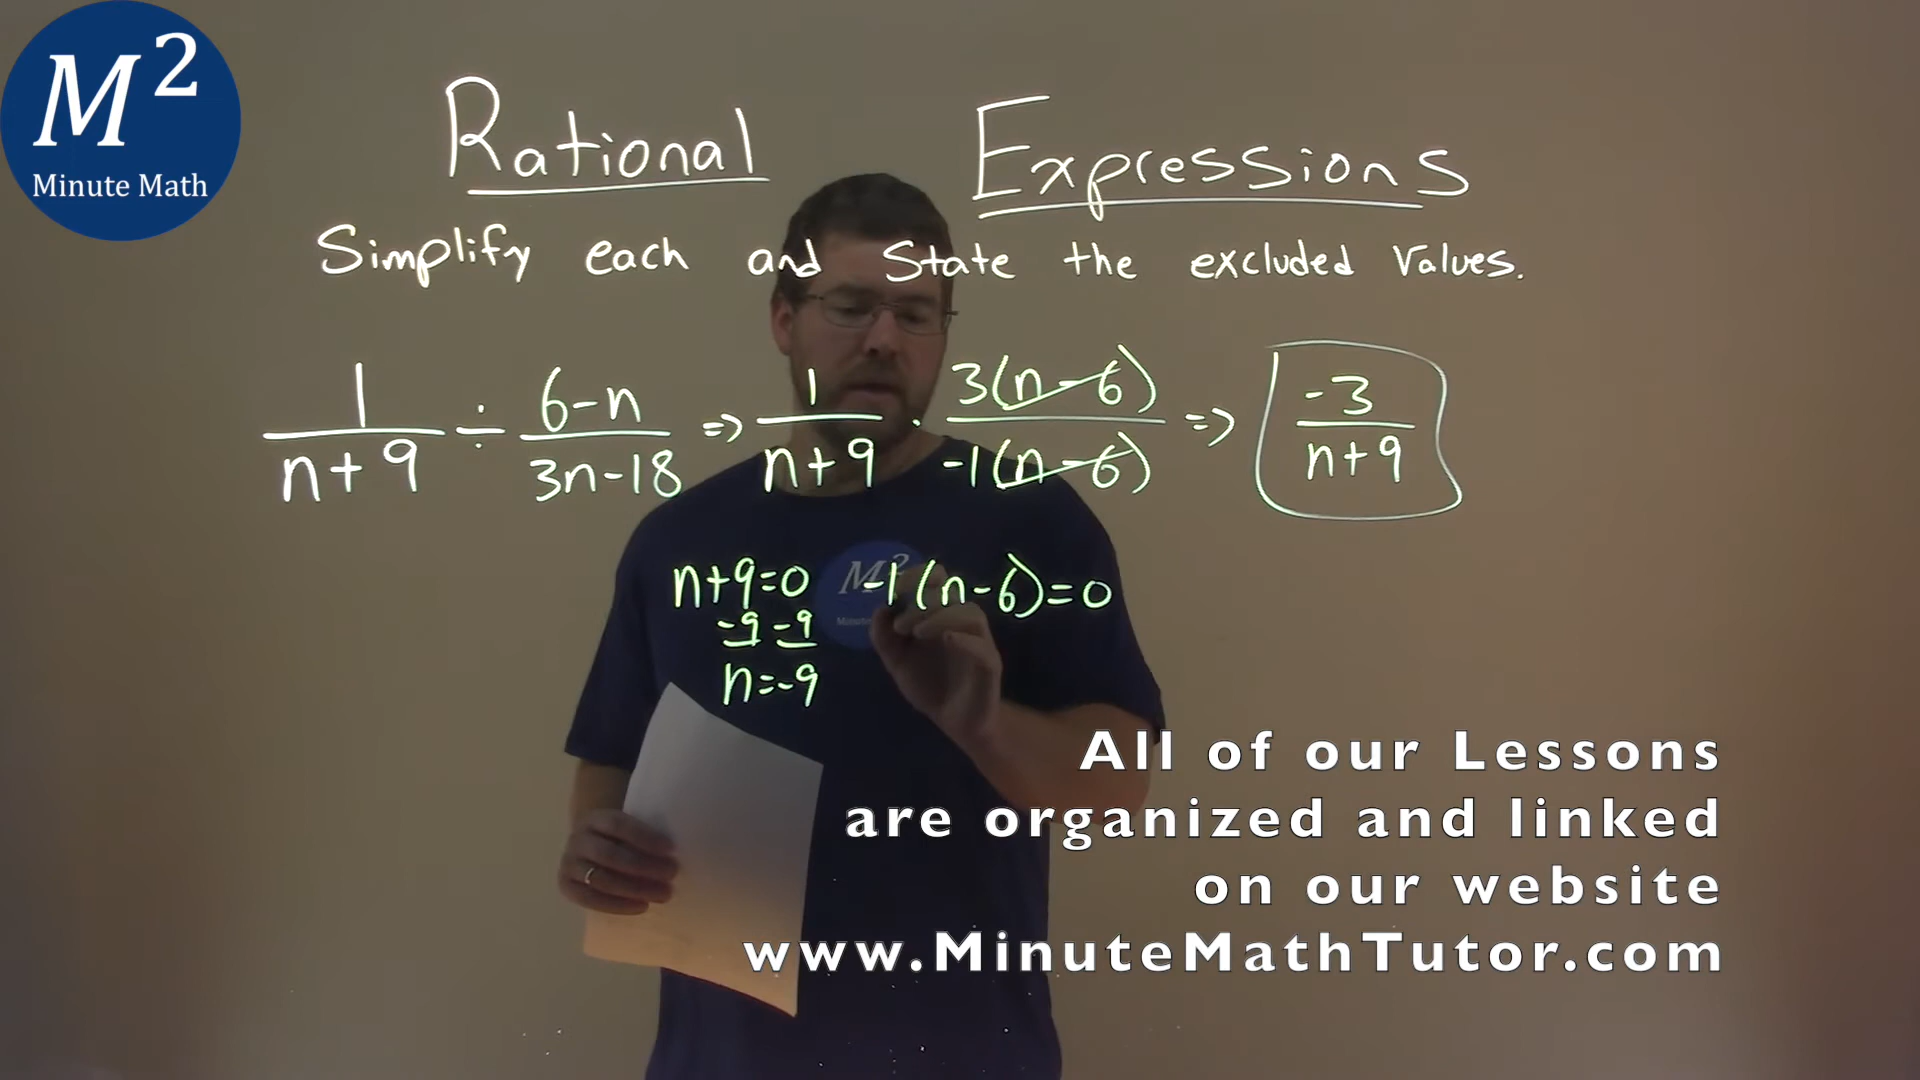 M²
Minute Math
Rational Expressions
Simplify each and State the excluded values.
1/(n+9) ÷ (6-n)/(3n-18) => 1/(n+9) · 3(n-6)/-1(n-6) => -3/(n+9)
n+9=0 -1(n-6)=0
-9 -9
n=-9
M²
All of our Lessons
are organized and linked
on our website
www.MinuteMathTutor.com